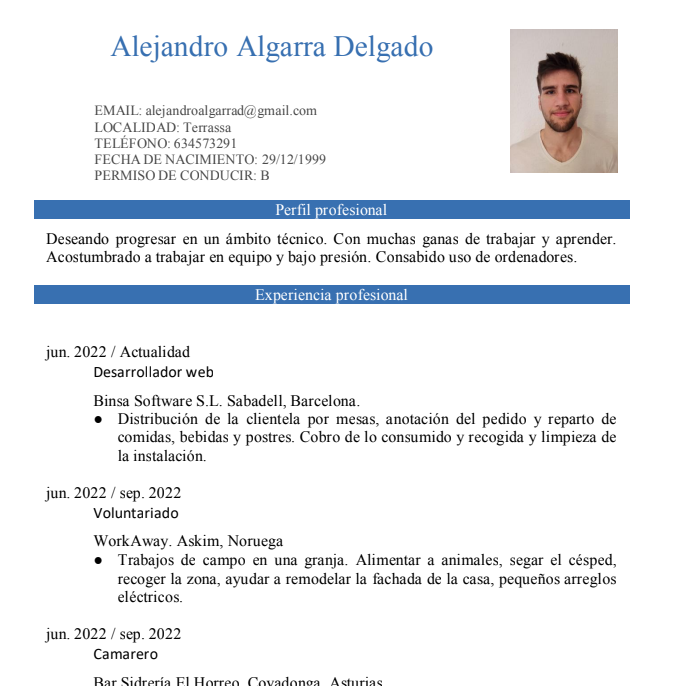 Alejandro Algarra Delgado
EMAIL: alejandroalgarrad@gmail.com
LOCALIDAD: Terrassa
TELÉFONO: 634573291
FECHA DE NACIMIENTO: 29/12/1999
PERMISO DE CONDUCIR: B
Perfil profesional
Deseando progresar en un ámbito técnico. Con muchas ganas de trabajar y aprender.
Acostumbrado a trabajar en equipo y bajo presión. Consabido uso de ordenadores.
Experiencia profesional
jun. 2022 / Actualidad
Desarrollador web
Binsa Software S.L. Sabadell, Barcelona.
● Distribución de la clientela por mesas, anotación del pedido y reparto de
comidas, bebidas y postres. Cobro de lo consumido y recogida y limpieza de
la instalación.
jun. 2022 / sep. 2022
Voluntariado
WorkAway. Askim, Noruega
● Trabajos de campo en una granja. Alimentar a animales, segar el césped,
recoger la zona, ayudar a remodelar la fachada de la casa, pequeños arreglos
eléctricos.
jun. 2022 / sep. 2022
Camarero
Bar Sidrería El Horreo. Covadonga, Asturias